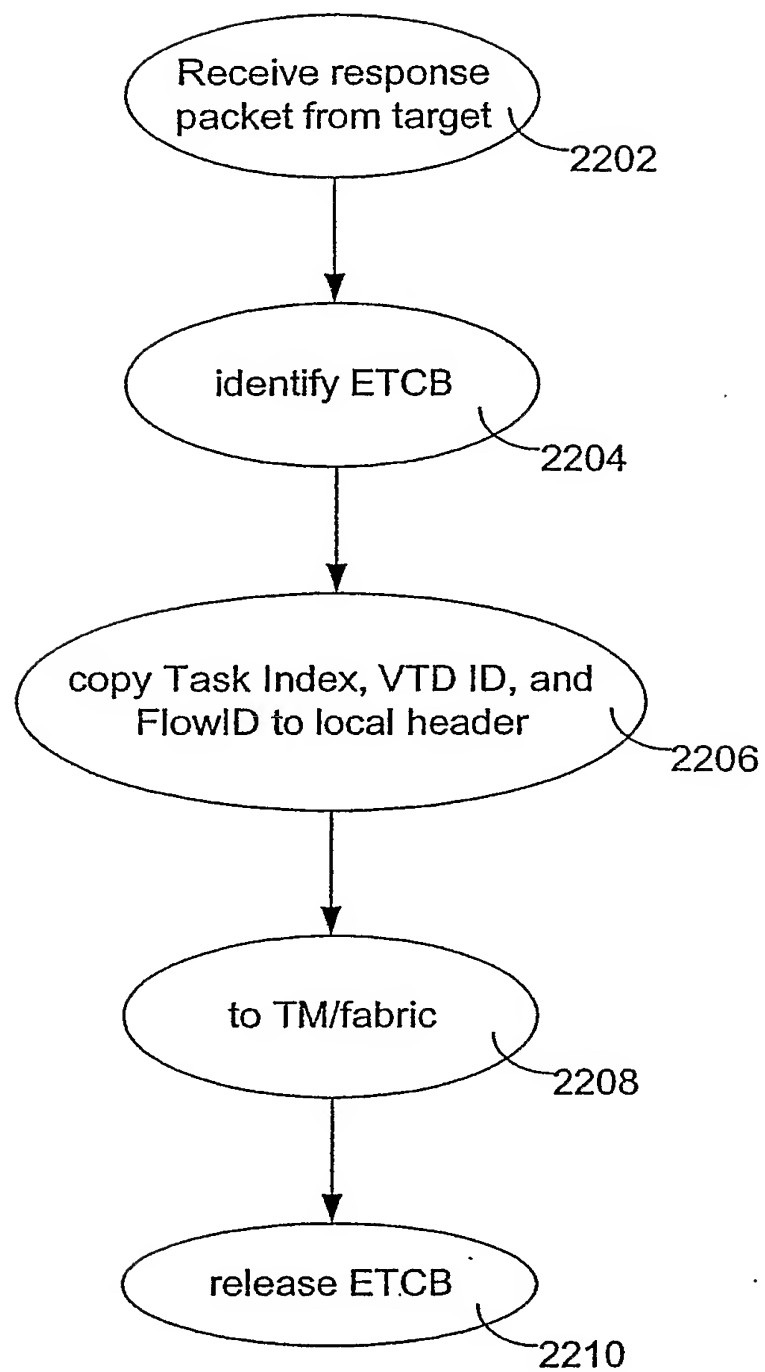 Receive response
packet from target
2202
identify ETCB
2204
copy Task Index, VTD ID, and
FlowID to local header
2206
to TM/fabric
2208
release ETCB
2210